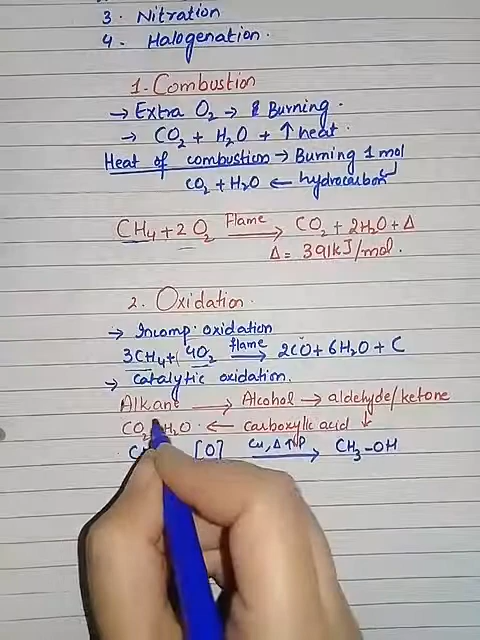 3. Nitration
4. Halogenation.
1. Combustion
→ Extra O₂ → Burning.
→ CO₂ + H₂O + ↑ heat.
Heat of combustion → Burning 1 mol
CO₂ + H₂O ← hydrocarbon
CH₄ + 2O₂ Flame → CO₂ + 2H₂O + Δ
Δ = 391kJ/mol.
2. Oxidation.
→ Incomp. oxidation
3CH₄ + 4O₂ flame → 2CO + 6H₂O + C
→ Catalytic oxidation.
Alkane → Alcohol → aldehyde/ketone ↓
CO₂ H₂O. ← carboxylic acid
[O] Cu, Δ ↑P → CH₃-OH